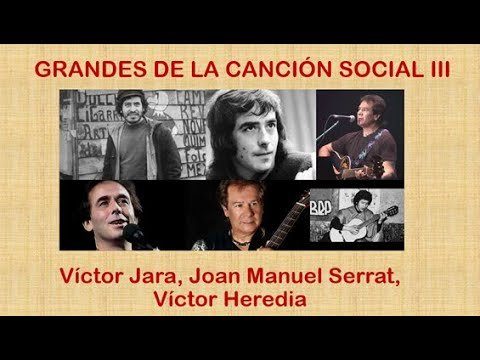 GRANDES DE LA CANCIÓN SOCIAL III
Víctor Jara, Joan Manuel Serrat,
Víctor Heredia